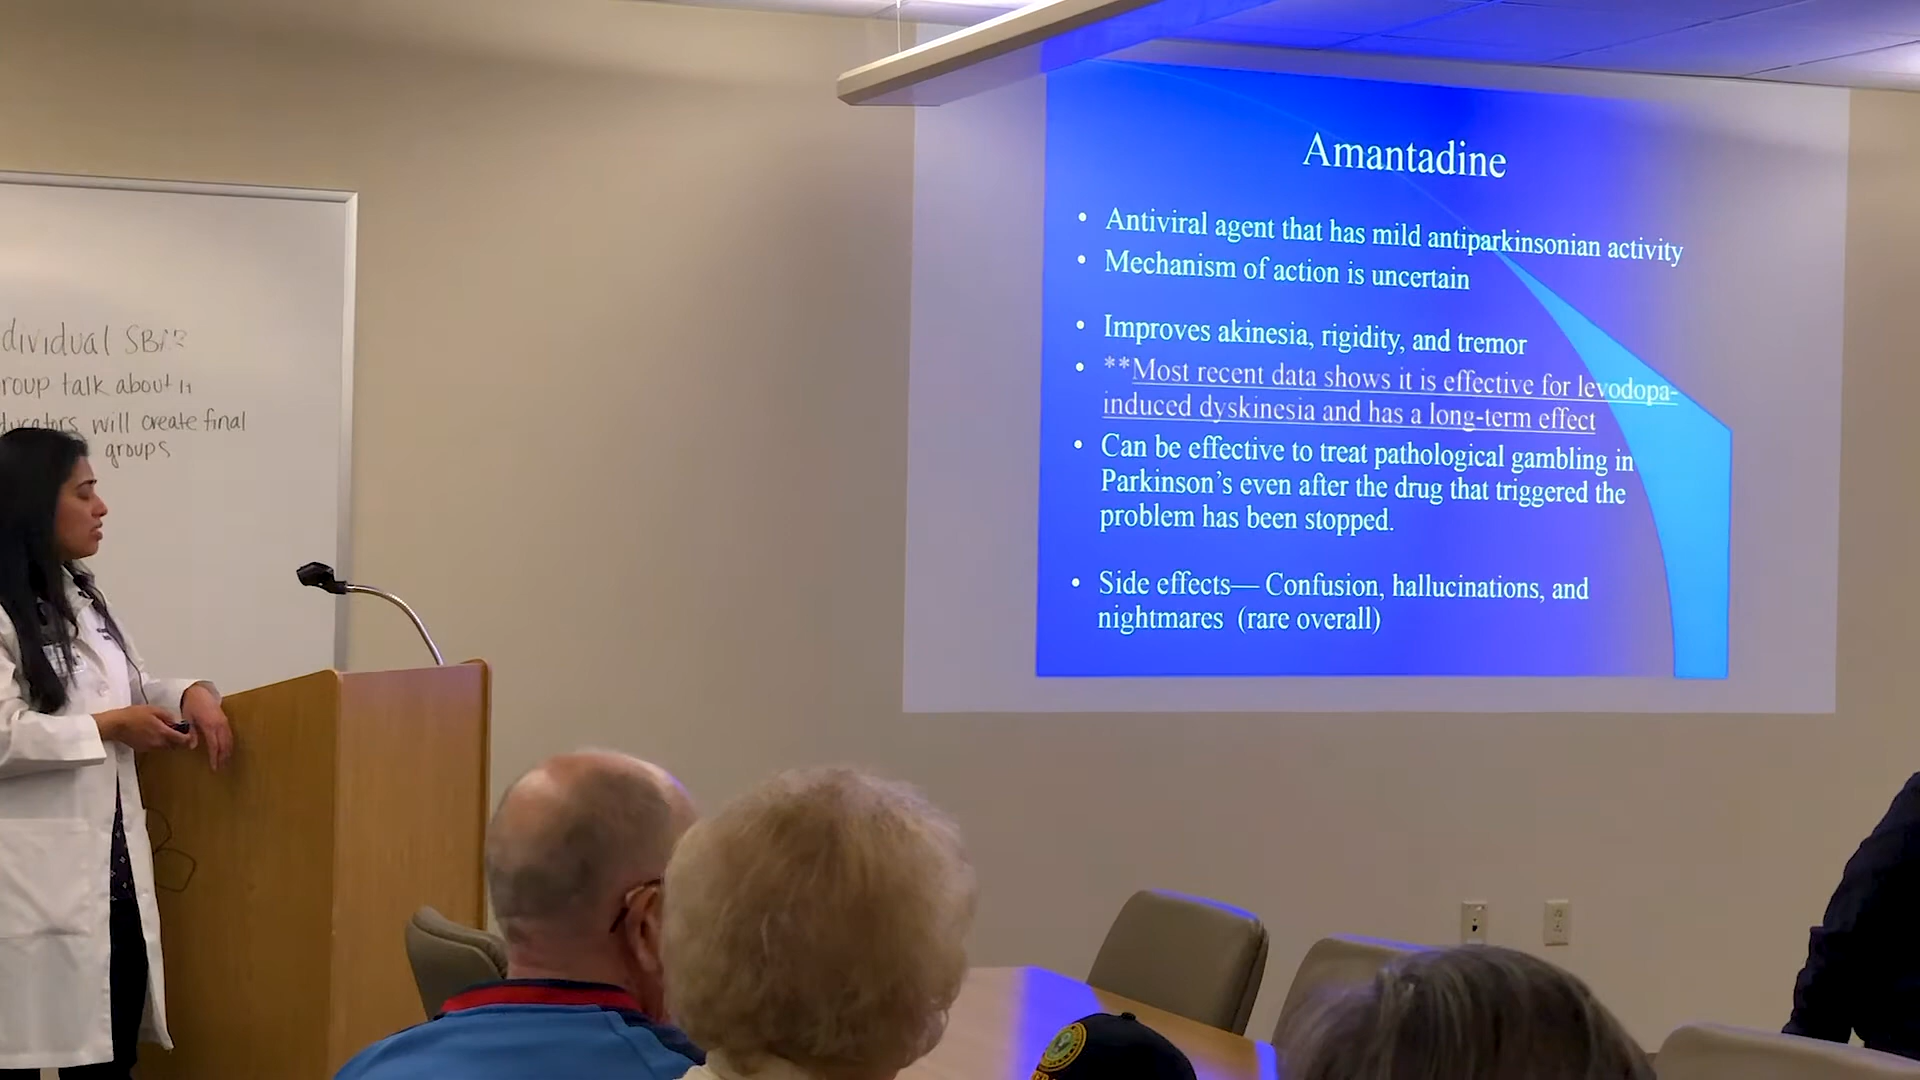 Amantadine
• Antiviral agent that has mild antiparkinsonian activity
• Mechanism of action is uncertain
• Improves akinesia, rigidity, and tremor
• **Most recent data shows it is effective for levodopa-
induced dyskinesia and has a long-term effect
• Can be effective to treat pathological gambling in
Parkinson’s even after the drug that triggered the
problem has been stopped.
• Side effects— Confusion, hallucinations, and
nightmares (rare overall)
dividual
roup talk about it
ducators will create final
groups